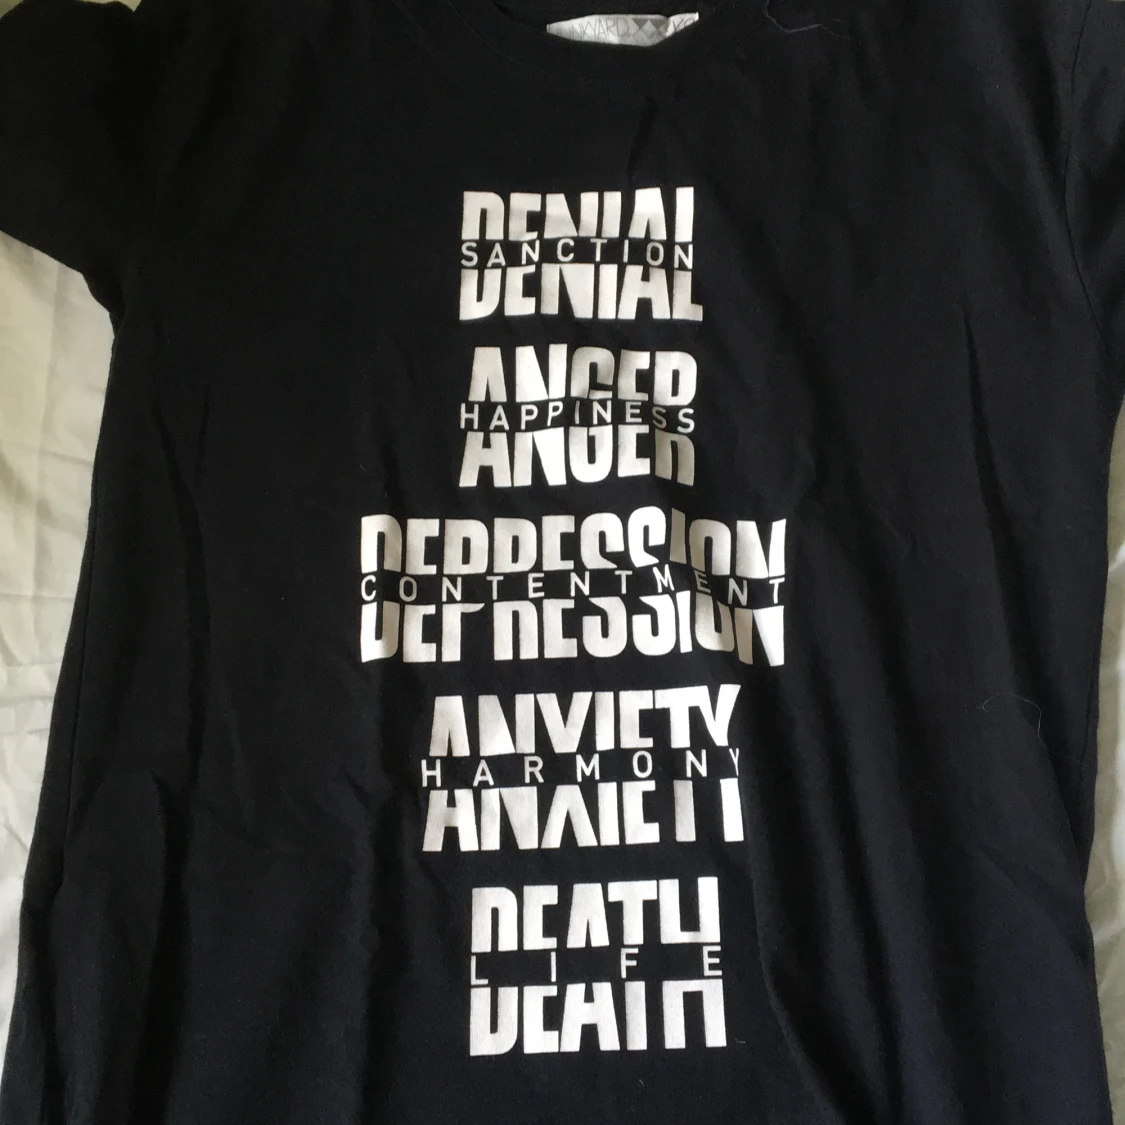 DENIAL
SANCTION
ANGER
HAPPINESS
DEPRESSION
CONTENTMENT
ANXIETY
HARMONY
DEATH
LIFE